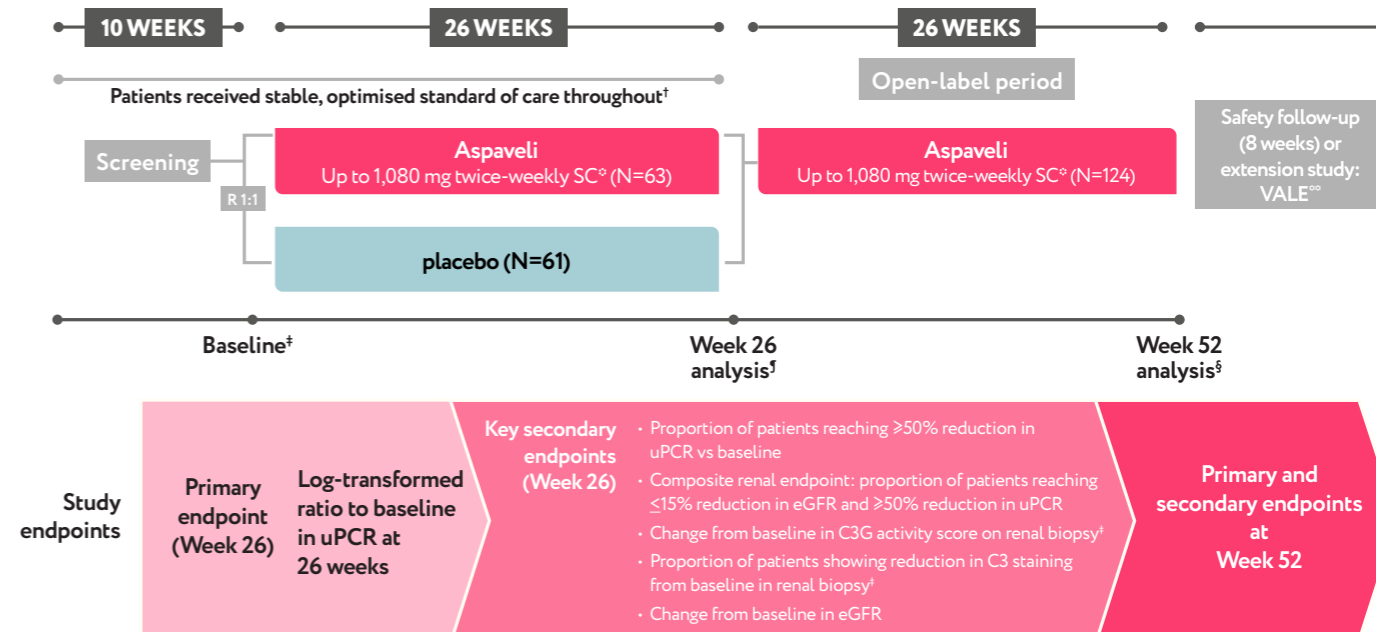 10 WEEKS
26 WEEKS
26 WEEKS
Patients received stable, optimised standard of care throughout†
Open-label period
Screening
R 1:1
Aspaveli
Up to 1,080 mg twice-weekly SC* (N=63)
placebo (N=61)
Aspaveli
Up to 1,080 mg twice-weekly SC* (N=124)
Safety follow-up
(8 weeks) or
extension study:
VALE°°
Baseline‡
Week 26
analysis¶
Week 52
analysis§
Study
endpoints
Primary
endpoint
(Week 26)
Log-transformed
ratio to baseline
in uPCR at
26 weeks
Key secondary
endpoints
(Week 26)
• Proportion of patients reaching ≥50% reduction in
uPCR vs baseline
• Composite renal endpoint: proportion of patients reaching
≤15% reduction in eGFR and ≥50% reduction in uPCR
• Change from baseline in C3G activity score on renal biopsy‡
• Proportion of patients showing reduction in C3 staining
from baseline in renal biopsy‡
• Change from baseline in eGFR
Primary and
secondary endpoints
at
Week 52